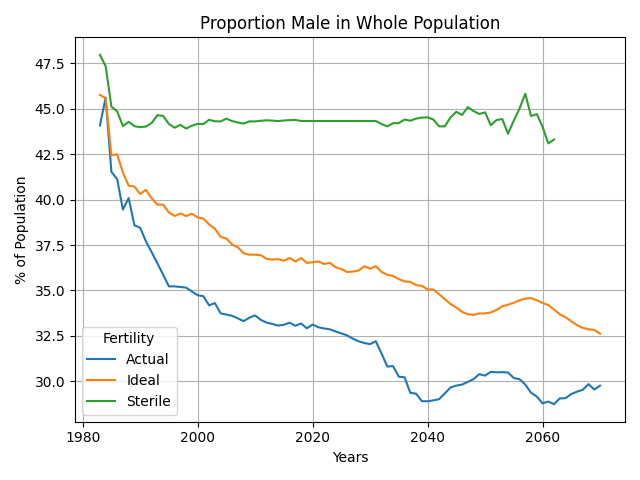 Proportion Male in Whole Population
% of Population
47.5
45.0
42.5
40.0
37.5
35.0
32.5
30.0
Fertility
Actual
Ideal
Sterile
1980 2000 2020 2040 2060
Years